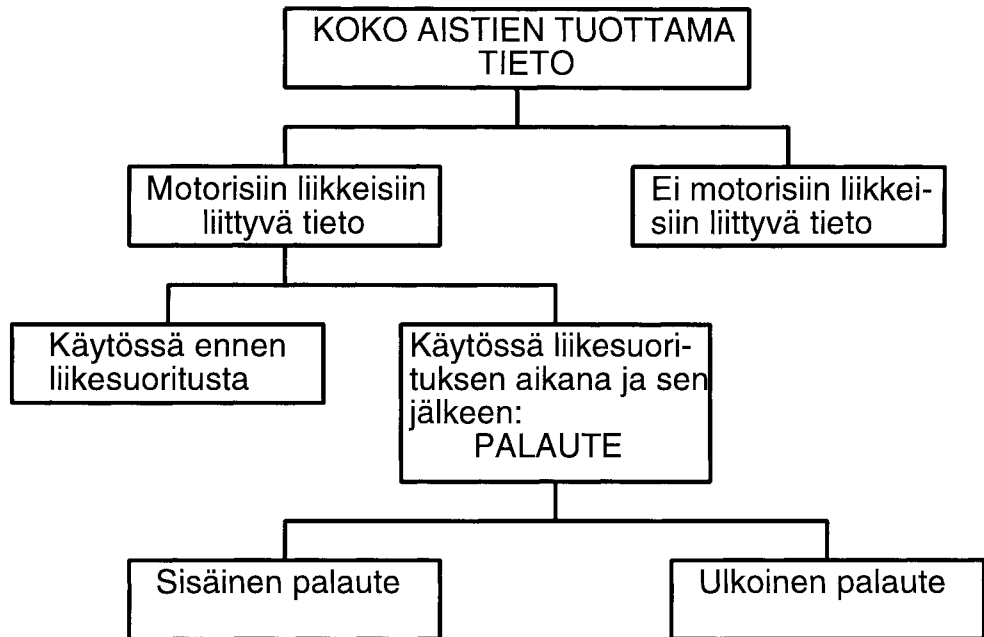 KOKO AISTIEN TUOTTAMA
TIETO
Motorisiin liikkeisiin
liittyvä tieto
Ei motorisiin liikkei-
siin liittyvä tieto
Käytössä ennen
liikesuoritusta
Käytössä liikesuori-
tuksen aikana ja sen
jälkeen:
PALAUTE
Sisäinen palaute
Ulkoinen palaute